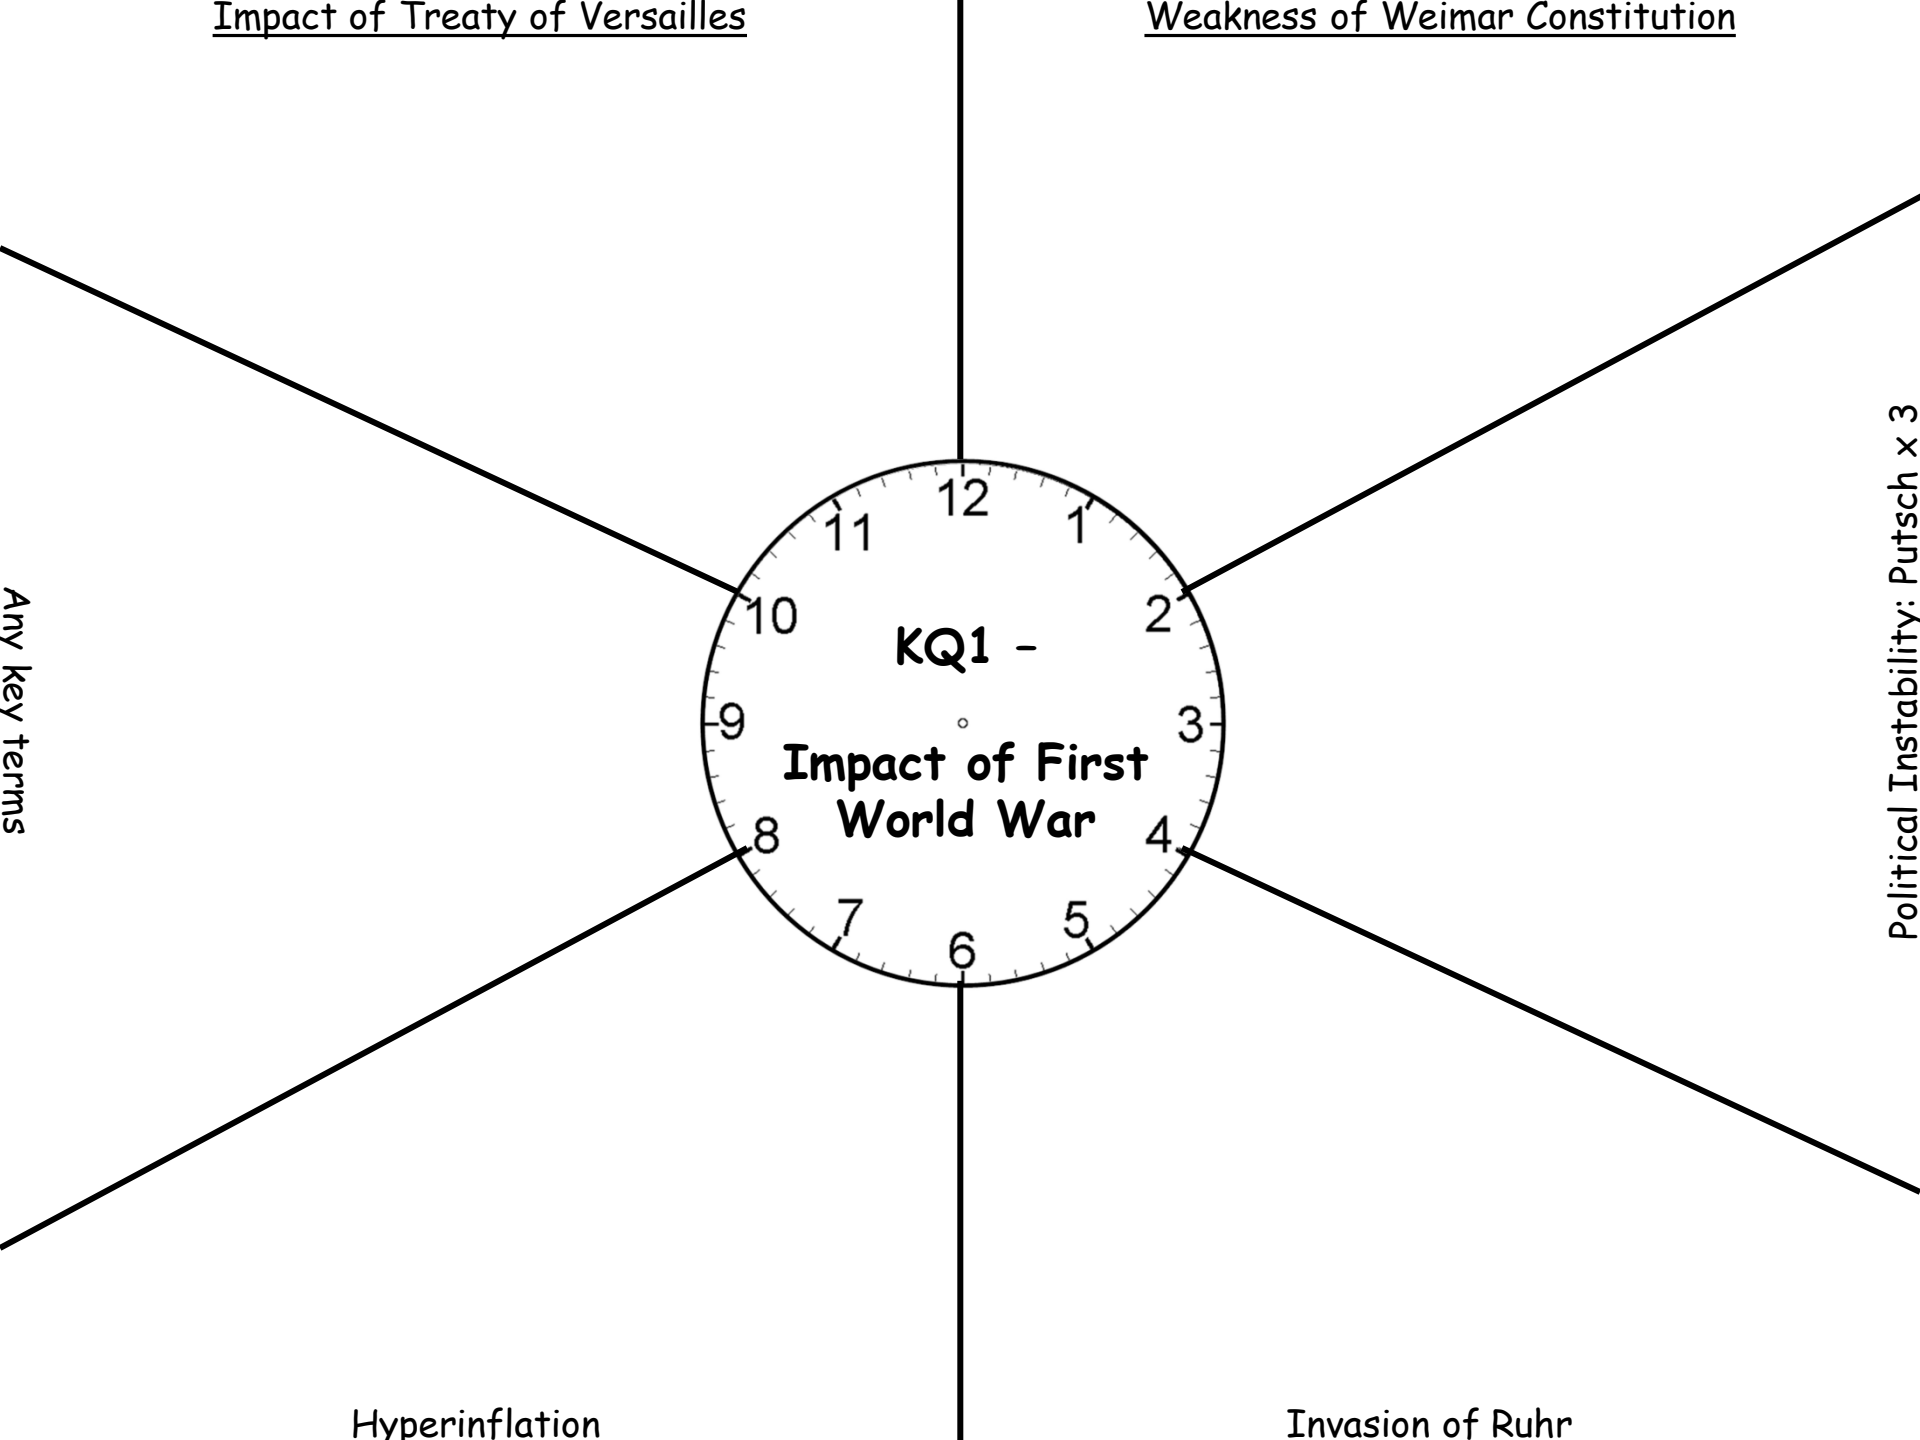 Impact of Treaty of Versailles
Weakness of Weimar Constitution
Political Instability: Putsch x 3
Any key terms
12
1
2
3
4
5
6
7
8
9
10
11
KQ1 –
Impact of First
World War
Hyperinflation
Invasion of Ruhr